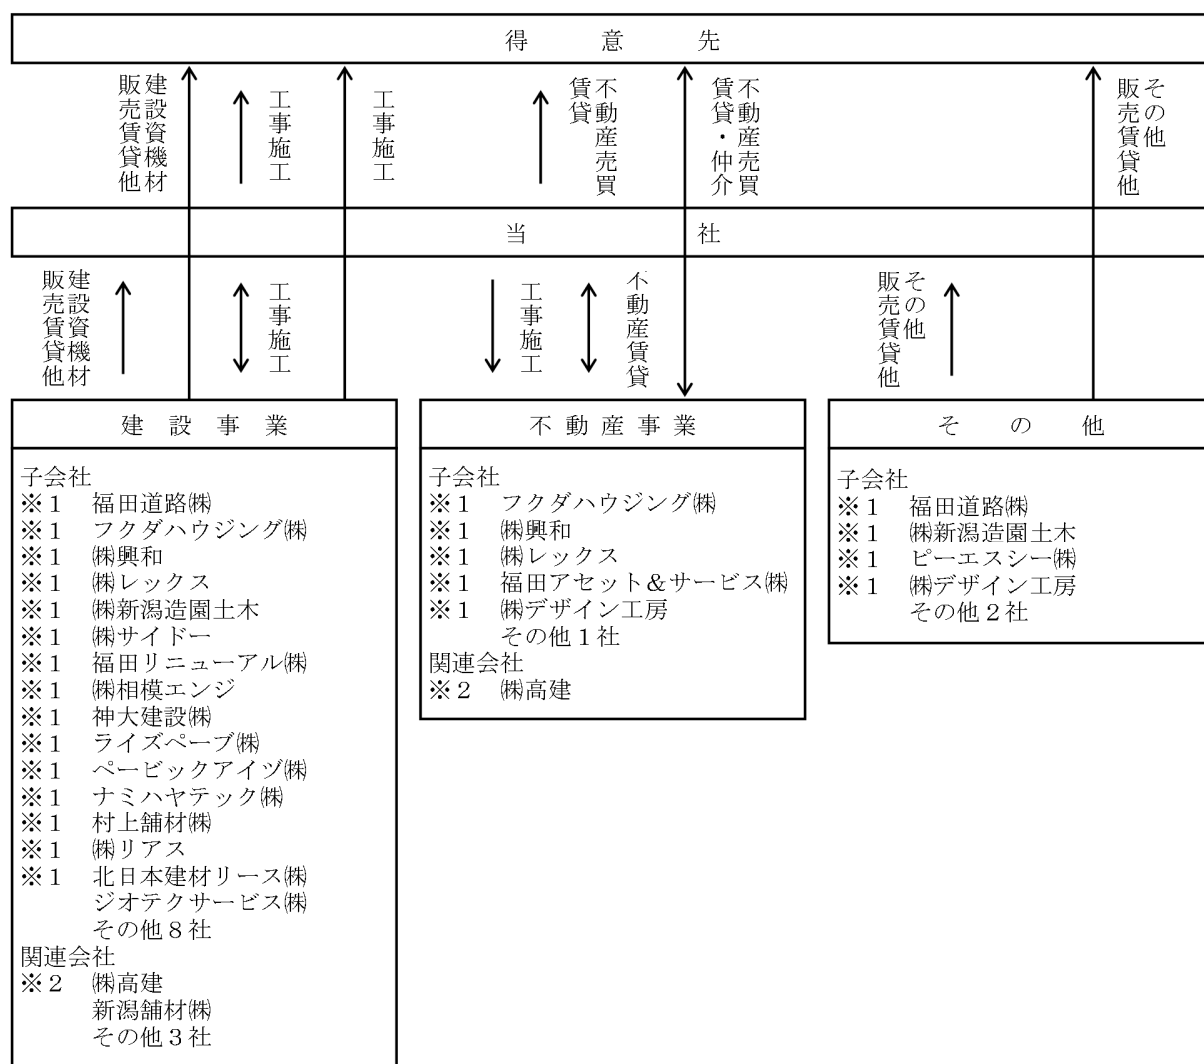 得意先
建設資機材
販売賃貸他
工事施工
工事施工
不動産売買
賃貸
不動産売買
賃貸・仲介
その他
販売賃貸他
当社
建設資機材
販売賃貸他
工事施工
工事施工
不動産賃貸
その他
販売賃貸他
建設事業
子会社
※1 福田道路㈱
※1 フクダハウジング㈱
※1 ㈱興和
※1 ㈱レックス
※1 ㈱新潟造園土木
※1 ㈱サイドー
※1 福田リニューアル㈱
※1 ㈱相模エンジ
※1 神大建設㈱
※1 ライズペーブ㈱
※1 ペービックアイヅ㈱
※1 ナミハヤテック㈱
※1 村上舗材㈱
※1 ㈱リアス
※1 北日本建材リース㈱
ジオテクサービス㈱
その他8社
関連会社
※2 ㈱高建
新潟舗材㈱
その他3社
不動産事業
子会社
※1 フクダハウジング㈱
※1 ㈱興和
※1 ㈱レックス
※1 福田アセット&サービス㈱
※1 ㈱デザイン工房
その他1社
関連会社
※2 ㈱高建
その他
子会社
※1 福田道路㈱
※1 ㈱新潟造園土木
※1 ピーエスシー㈱
※1 ㈱デザイン工房
その他2社